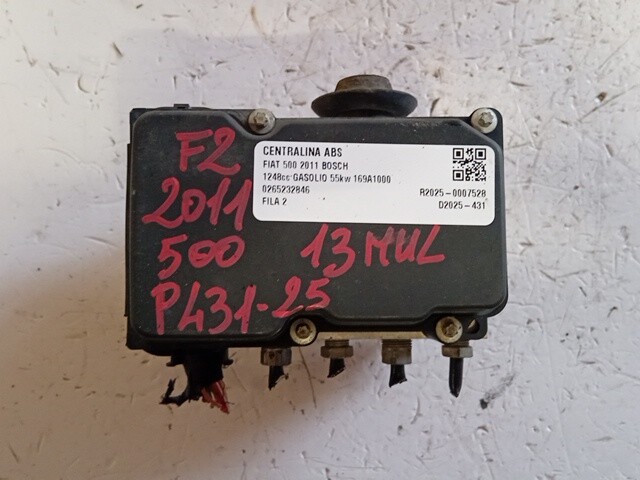 CENTRALINA ABS
FIAT 500 2011 BOSCH
1248cc GASOLIO 55kw 169A1000
0265232846 R2025-0007528
FILA 2 D2025-431
F2
2011
500 13 MUL
P431-25